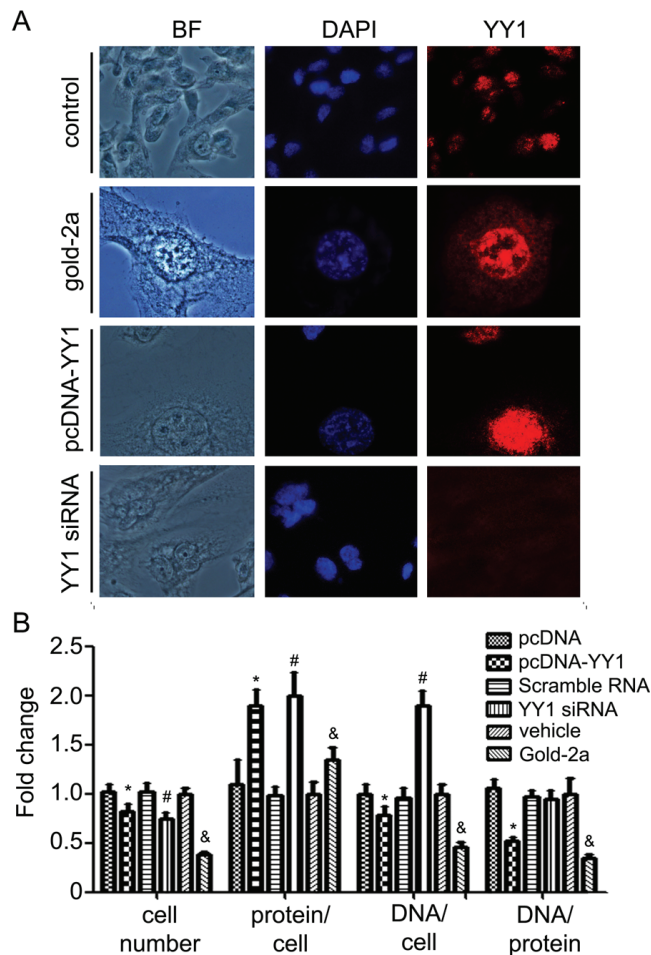 A
BF DAPI YY1
control
gold-2a
pcDNA-YY1
YY1 siRNA
B
Fold change
2.5
2.0
1.5
1.0
0.5
0
pcDNA
pcDNA-YY1
Scramble RNA
YY1 siRNA
vehicle
Gold-2a
* # &
* # &
* # &
* &
cell number
protein/cell
DNA/cell
DNA/protein